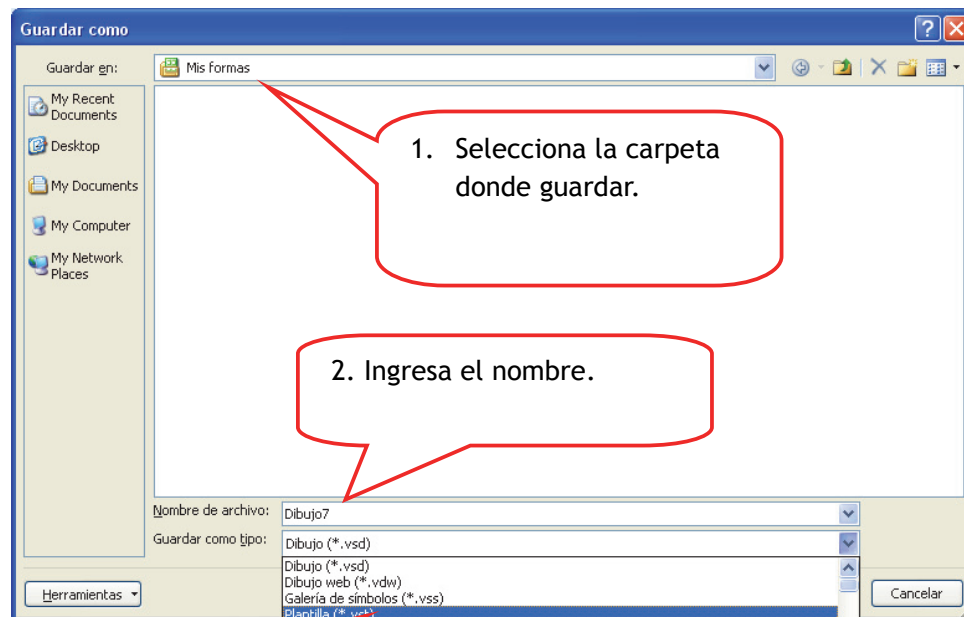 Guardar como
Guardar en:
Mis formas
My Recent
Documents
Desktop
My Documents
My Computer
My Network
Places
1. Selecciona la carpeta
donde guardar.
2. Ingresa el nombre.
Nombre de archivo:
Dibujo7
Guardar como tipo:
Dibujo (*.vsd)
Dibujo (*.vsd)
Dibujo web (*.vdw)
Galería de símbolos (*.vss)
Plantilla (*.vst)
Herramientas
Cancelar